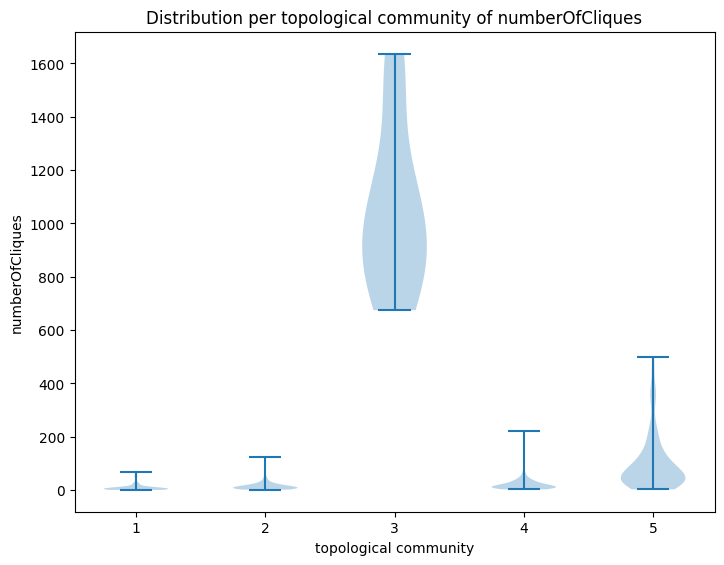 Distribution per topological community of numberOfCliques
numberOfCliques
1600
1400
1200
1000
800
600
400
200
0
1 2 3 4 5
topological community